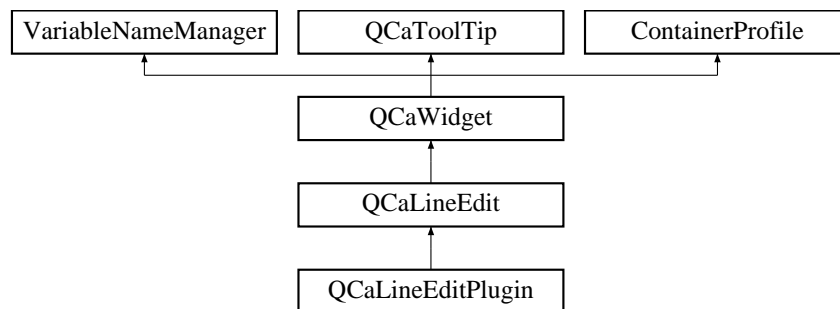 VariableNameManager QCaToolTip ContainerProfile
QCaWidget
QCaLineEdit
QCaLineEditPlugin